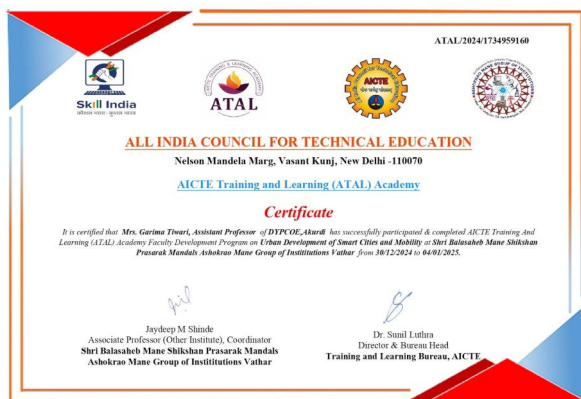 ATAL/2024/1734959160
Skill India
कौशल भारत - कुशल भारत
ATAL
AICTE
ALL INDIA COUNCIL FOR TECHNICAL EDUCATION
Nelson Mandela Marg, Vasant Kunj, New Delhi -110070
AICTE Training and Learning (ATAL) Academy
Certificate
It is certified that Mrs. Garima Tiwari, Assistant Professor of DYPCOE,Akurdi has successfully participated & completed AICTE Training And
Learning (ATAL) Academy Faculty Development Program on Urban Development of Smart Cities and Mobility at Shri Balasaheb Mane Shikshan
Prasarak Mandals Ashokrao Mane Group of Instititutions Vathar from 30/12/2024 to 04/01/2025.
Jaydeep M Shinde
Associate Professor (Other Institute), Coordinator
Shri Balasaheb Mane Shikshan Prasarak Mandals
Ashokrao Mane Group of Instititutions Vathar
Dr. Sunil Luthra
Director & Bureau Head
Training and Learning Bureau, AICTE